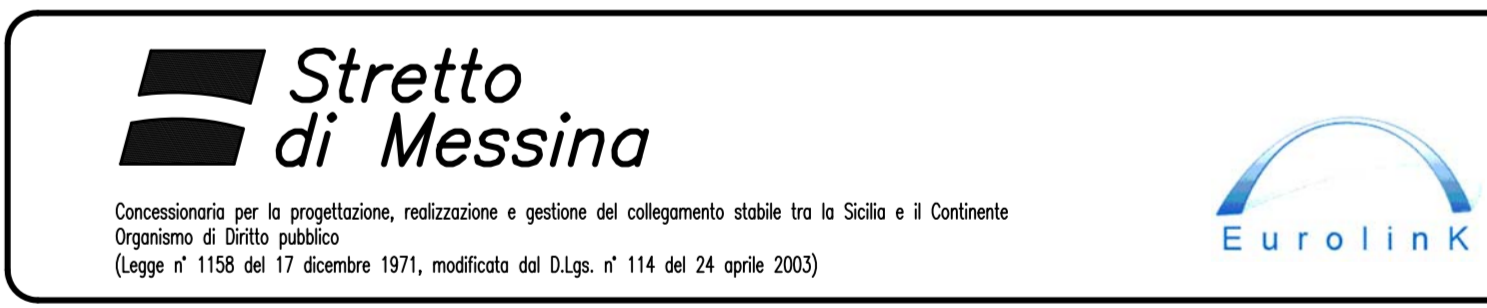 Stretto
di Messina
Concessionaria per la progettazione, realizzazione e gestione del collegamento stabile tra la Sicilia e il Continente
Organismo di Diritto pubblico
(Legge n° 1158 del 17 dicembre 1971, modificata dal D.Lgs. n° 114 del 24 aprile 2003)
EurolinK